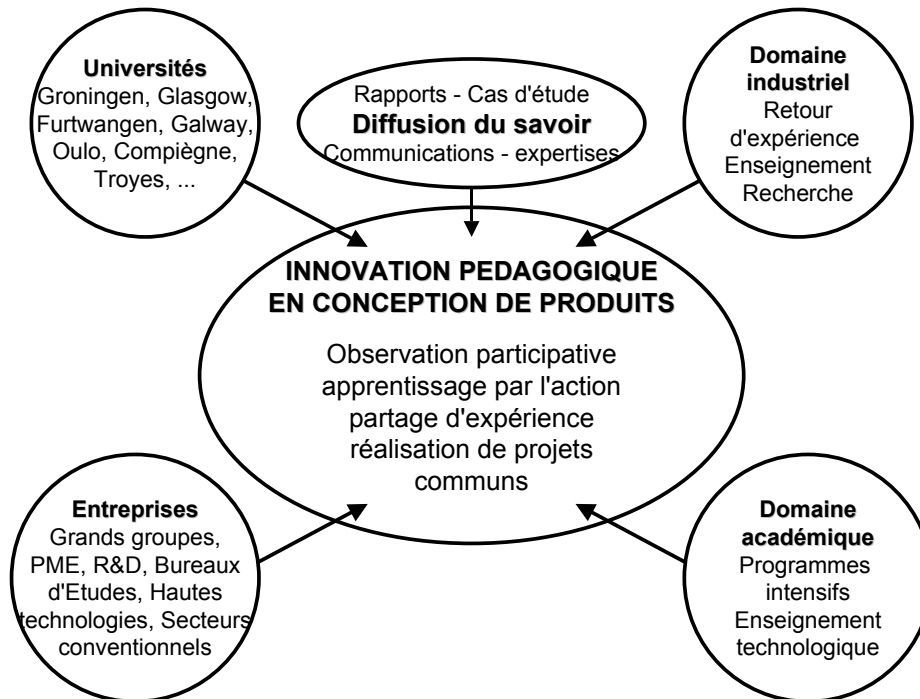 Universités
Groningen, Glasgow,
Furtwangen, Galway,
Oulo, Compiègne,
Troyes, ...
Rapports - Cas d'étude
Diffusion du savoir
Communications - expertises
Domaine
industriel
Retour
d'expérience
Enseignement
Recherche
INNOVATION PEDAGOGIQUE
EN CONCEPTION DE PRODUITS
Observation participative
apprentissage par l'action
partage d'expérience
réalisation de projets
communs
Entreprises
Grands groupes,
PME, R&D, Bureaux
d'Etudes, Hautes
technologies, Secteurs
conventionnels
Domaine
académique
Programmes
intensifs
Enseignement
technologique